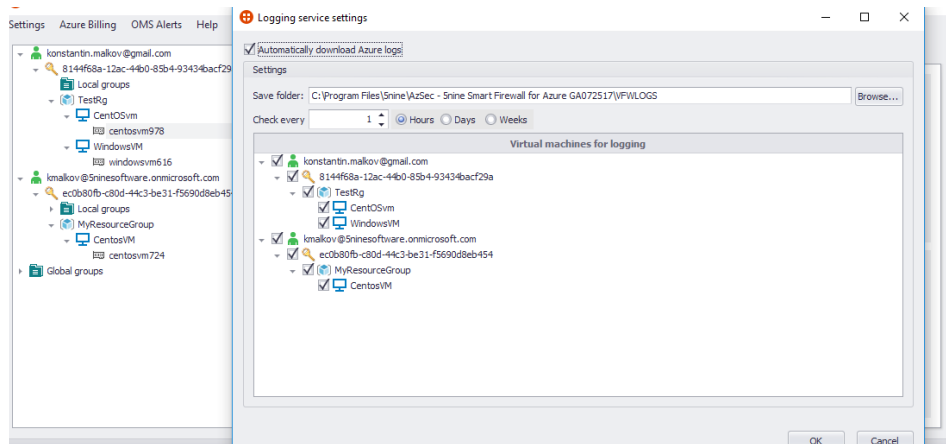 Settings Azure Billing OMS Alerts Help
konstantin.malkov@gmail.com
8144f68a-12ac-44b0-85b4-93434bacf29
Local groups
TestRg
CentOSvm
centosvm978
WindowsVM
windowsvm616
kmalkov@5ninesoftware.onmicrosoft.com
ec0b80fb-c80d-44c3-be31-f5690d8eb45
Local groups
MyResourceGroup
CentosVM
centosvm724
Global groups
Logging service settings
Automatically download Azure logs
Settings
Save folder: C:\Program Files\5nine\AzSec - 5nine Smart Firewall for Azure GA072517\VFWLOGS Browse...
Check every 1 Hours Days Weeks
Virtual machines for logging
konstantin.malkov@gmail.com
8144f68a-12ac-44b0-85b4-93434bacf29a
TestRg
CentOSvm
WindowsVM
kmalkov@5ninesoftware.onmicrosoft.com
ec0b80fb-c80d-44c3-be31-f5690d8eb454
MyResourceGroup
CentosVM
OK Cancel